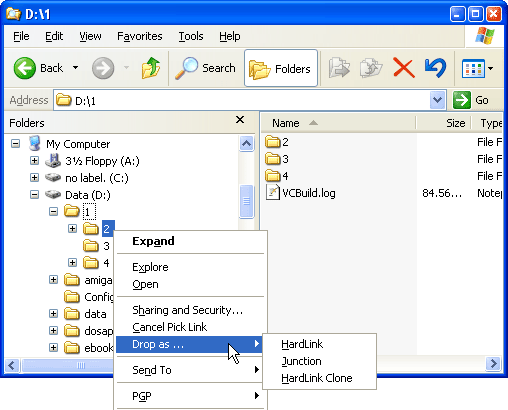 D:\1
File Edit View Favorites Tools Help
Back Search Folders
Address D:\1 Go
Folders
Name Size Type
My Computer
3½ Floppy (A:)
no label. (C:)
Data (D:)
1
2
3
4
amiga
Config
data
dosap
ebook
2 File F
3 File F
4 File F
VCBuild.log 84.56... Notep
Expand
Explore
Open
Sharing and Security...
Cancel Pick Link
Drop as ...
Send To
PGP
HardLink
Junction
HardLink Clone